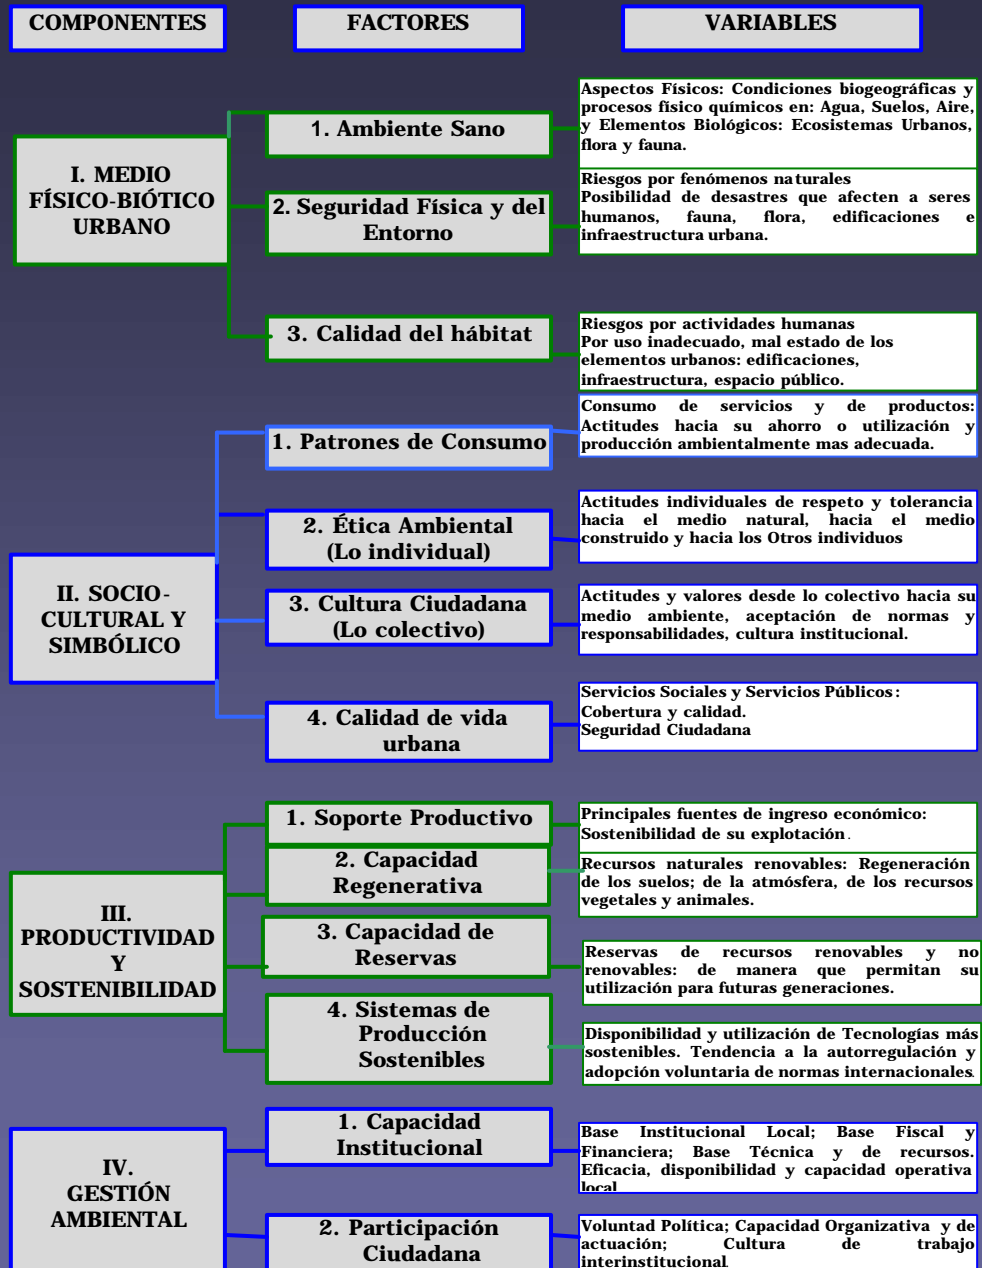 COMPONENTES
FACTORES
VARIABLES
I. MEDIO
FÍSICO-BIÓTICO
URBANO
1. Ambiente Sano
Aspectos Físicos: Condiciones biogeográficas y
procesos físico químicos en: Agua, Suelos, Aire,
y Elementos Biológicos: Ecosistemas Urbanos,
flora y fauna.
2. Seguridad Física y del
Entorno
Riesgos por fenómenos naturales
Posibilidad de desastres que afecten a seres
humanos, fauna, flora, edificaciones e
infraestructura urbana.
3. Calidad del hábitat
Riesgos por actividades humanas
Por uso inadecuado, mal estado de los
elementos urbanos: edificaciones,
infraestructura, espacio público.
II. SOCIO-
CULTURAL Y
SIMBÓLICO
1. Patrones de Consumo
Consumo de servicios y de productos:
Actitudes hacia su ahorro o utilización y
producción ambientalmente mas adecuada.
2. Ética Ambiental
(Lo individual)
Actitudes individuales de respeto y tolerancia
hacia el medio natural, hacia el medio
construido y hacia los Otros individuos
3. Cultura Ciudadana
(Lo colectivo)
Actitudes y valores desde lo colectivo hacia su
medio ambiente, aceptación de normas y
responsabilidades, cultura institucional.
4. Calidad de vida
urbana
Servicios Sociales y Servicios Públicos:
Cobertura y calidad.
Seguridad Ciudadana
III.
PRODUCTIVIDAD
Y
SOSTENIBILIDAD
1. Soporte Productivo
Principales fuentes de ingreso económico:
Sostenibilidad de su explotación.
2. Capacidad
Regenerativa
Recursos naturales renovables: Regeneración
de los suelos; de la atmósfera, de los recursos
vegetales y animales.
3. Capacidad de
Reservas
Reservas de recursos renovables y no
renovables: de manera que permitan su
utilización para futuras generaciones.
4. Sistemas de
Producción
Sostenibles
Disponibilidad y utilización de Tecnologías más
sostenibles. Tendencia a la autorregulación y
adopción voluntaria de normas internacionales.
IV.
GESTIÓN
AMBIENTAL
1. Capacidad
Institucional
Base Institucional Local; Base Fiscal y
Financiera; Base Técnica y de recursos.
Eficacia, disponibilidad y capacidad operativa
local
2. Participación
Ciudadana
Voluntad Política; Capacidad Organizativa y de
actuación; Cultura de trabajo
interinstitucional.